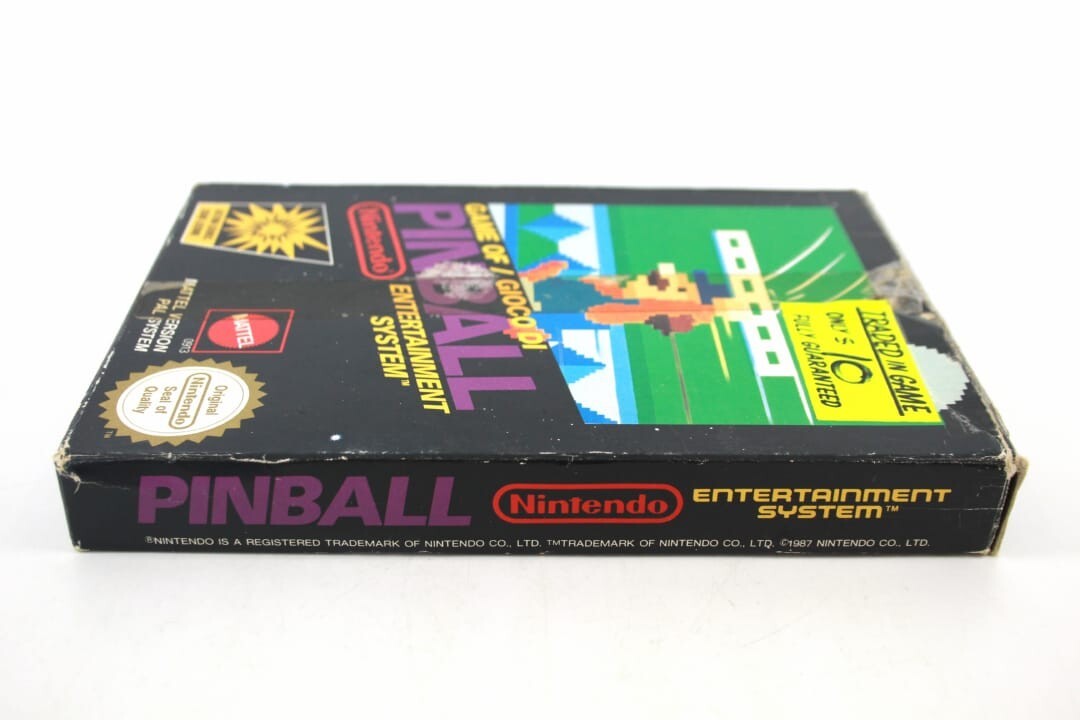 PINBALL
Nintendo
ENTERTAINMENT
SYSTEM™
®NINTENDO IS A REGISTERED TRADEMARK OF NINTENDO CO., LTD. ™TRADEMARK OF NINTENDO CO., LTD. ©1987 NINTENDO CO., LTD.
GAME OF / GIOCO DI
PINBALL
Nintendo
ENTERTAINMENT
SYSTEM™
MATTEL
0913
MATTEL VERSION
PAL SYSTEM
Original
Nintendo
Seal of
Quality
TM
TRADED IN GAME
ONLY $10
FULLY GUARANTEED